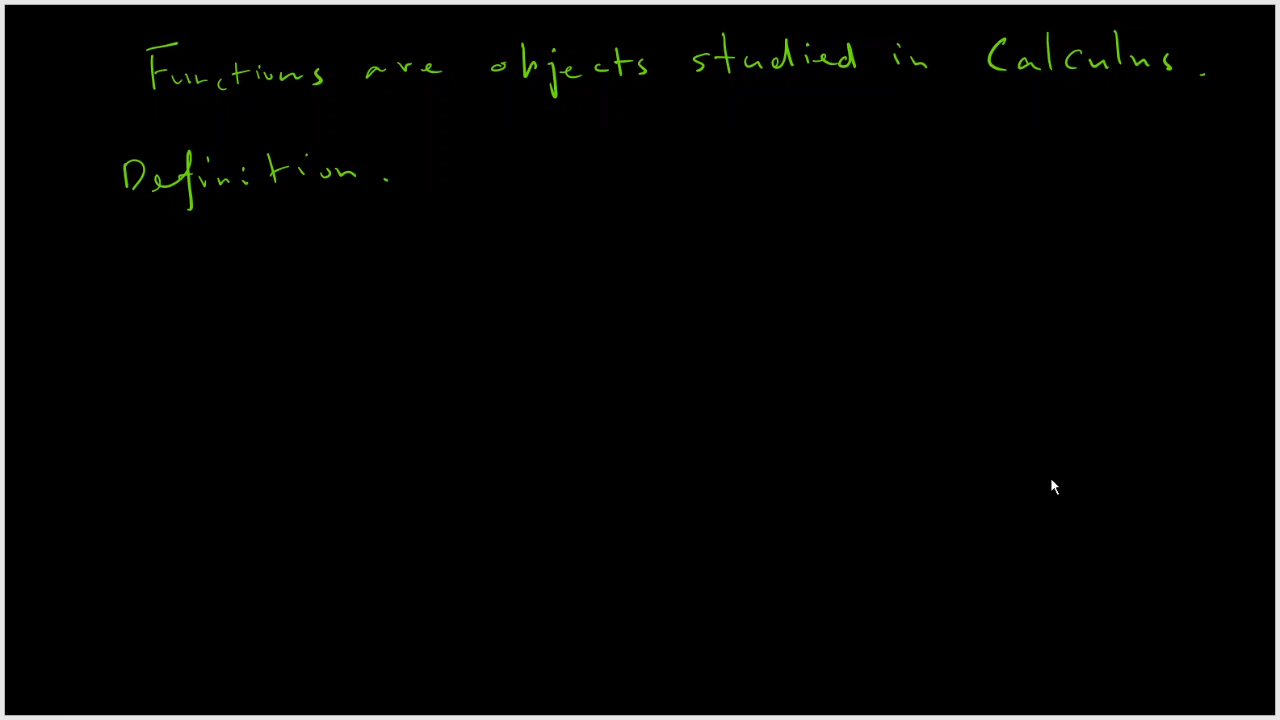 Functions are objects studied in Calculus.
Definition.